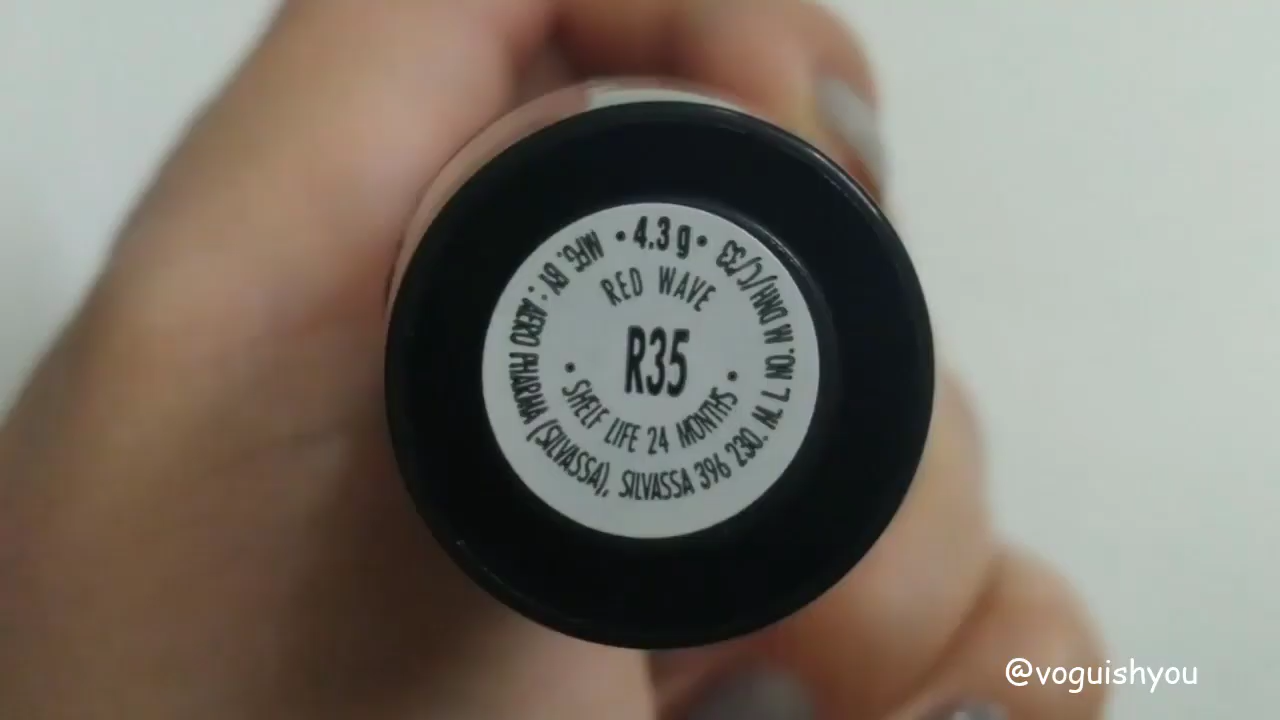 • 4.3 g •
RED WAVE
R35
• SHELF LIFE 24 MONTHS •
MFG. BY : AERO PHARMA (SILVASSA), SILVASSA 396 230. M. L NO. M DNH/C/33
@voguishyou